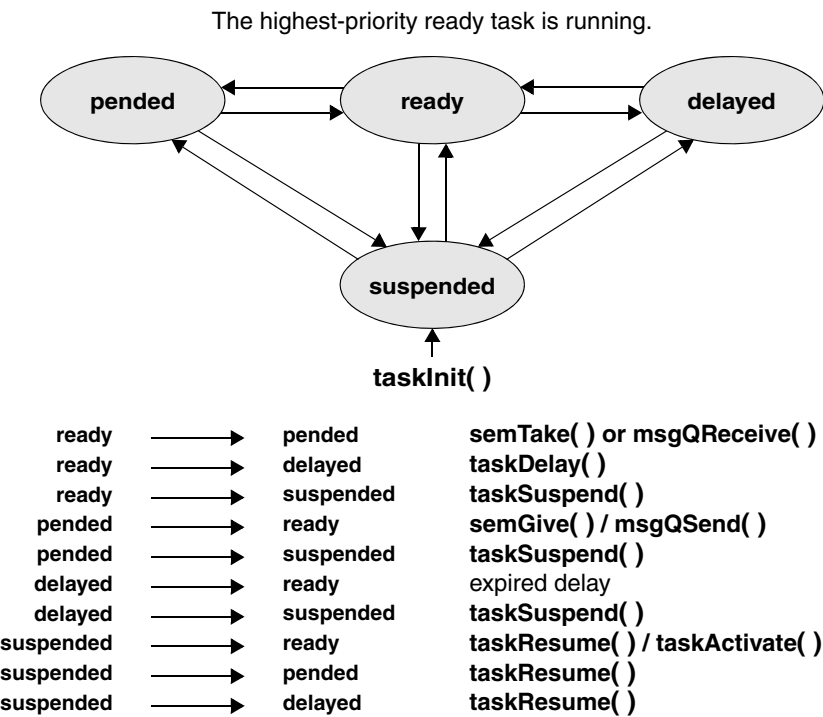 The highest-priority ready task is running.
pended
ready
delayed
suspended
taskInit( )
ready pended semTake( ) or msgQReceive( )
ready delayed taskDelay( )
ready suspended taskSuspend( )
pended ready semGive( ) / msgQSend( )
pended suspended taskSuspend( )
delayed ready expired delay
delayed suspended taskSuspend( )
suspended ready taskResume( ) / taskActivate( )
suspended pended taskResume( )
suspended delayed taskResume( )